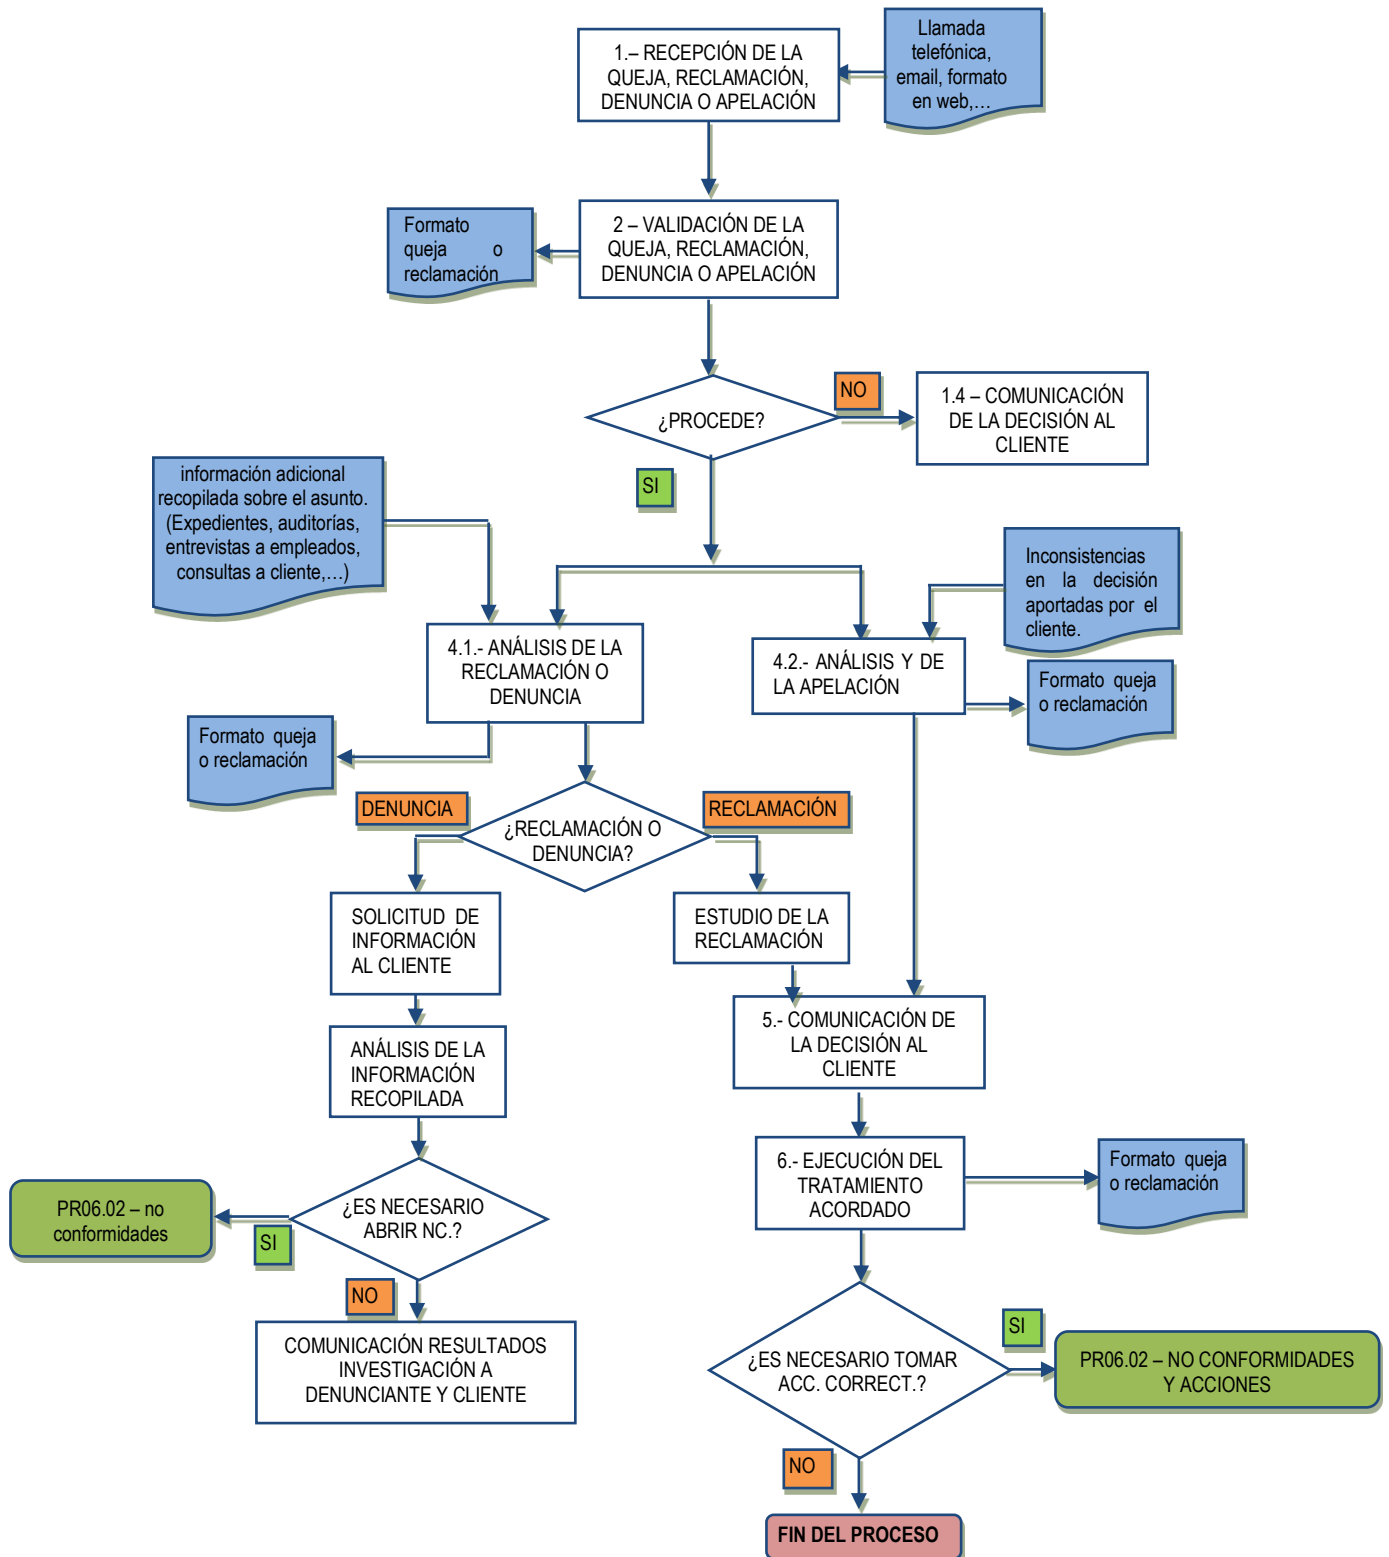 1.– RECEPCIÓN DE LA
QUEJA, RECLAMACIÓN,
DENUNCIA O APELACIÓN
Llamada
telefónica,
email, formato
en web,…
Formato
queja o
reclamación
2 – VALIDACIÓN DE LA
QUEJA, RECLAMACIÓN,
DENUNCIA O APELACIÓN
¿PROCEDE?
NO
1.4 – COMUNICACIÓN
DE LA DECISIÓN AL
CLIENTE
SI
información adicional
recopilada sobre el asunto.
(Expedientes, auditorías,
entrevistas a empleados,
consultas a cliente,…)
Inconsistencias
en la decisión
aportadas por el
cliente.
4.1.- ANÁLISIS DE LA
RECLAMACIÓN O
DENUNCIA
4.2.- ANÁLISIS Y DE
LA APELACIÓN
Formato queja
o reclamación
Formato queja
o reclamación
DENUNCIA
¿RECLAMACIÓN O
DENUNCIA?
RECLAMACIÓN
SOLICITUD DE
INFORMACIÓN
AL CLIENTE
ESTUDIO DE LA
RECLAMACIÓN
ANÁLISIS DE LA
INFORMACIÓN
RECOPILADA
5.- COMUNICACIÓN DE
LA DECISIÓN AL
CLIENTE
6.- EJECUCIÓN DEL
TRATAMIENTO
ACORDADO
Formato queja
o reclamación
PR06.02 – no
conformidades
SI
¿ES NECESARIO
ABRIR NC.?
NO
COMUNICACIÓN RESULTADOS
INVESTIGACIÓN A
DENUNCIANTE Y CLIENTE
¿ES NECESARIO TOMAR
ACC. CORRECT.?
SI
PR06.02 – NO CONFORMIDADES
Y ACCIONES
NO
FIN DEL PROCESO